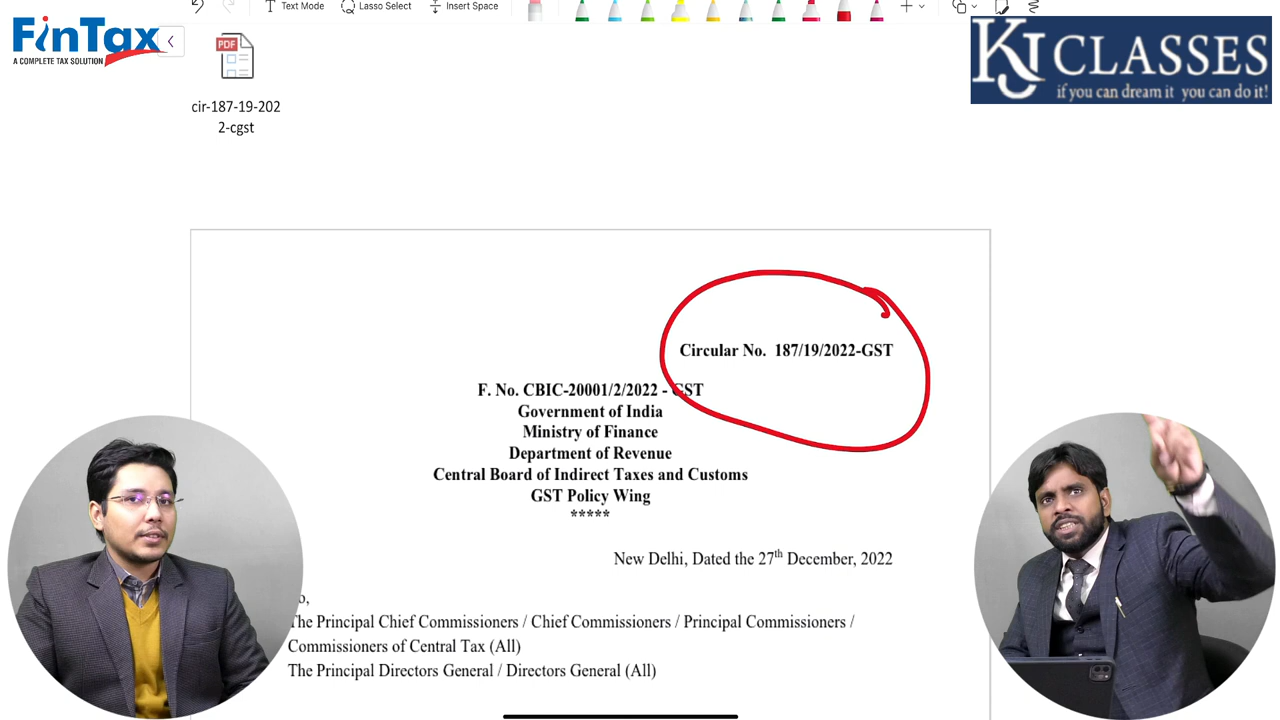 Text Mode
Lasso Select
Insert Space
FinTax
A COMPLETE TAX SOLUTION
PDF
cir-187-19-202
2-cgst
KJ CLASSES
if you can dream it you can do it!
Circular No. 187/19/2022-GST
F. No. CBIC-20001/2/2022 - GST
Government of India
Ministry of Finance
Department of Revenue
Central Board of Indirect Taxes and Customs
GST Policy Wing
*****
New Delhi, Dated the 27th December, 2022
o,
The Principal Chief Commissioners / Chief Commissioners / Principal Commissioners /
Commissioners of Central Tax (All)
The Principal Directors General / Directors General (All)